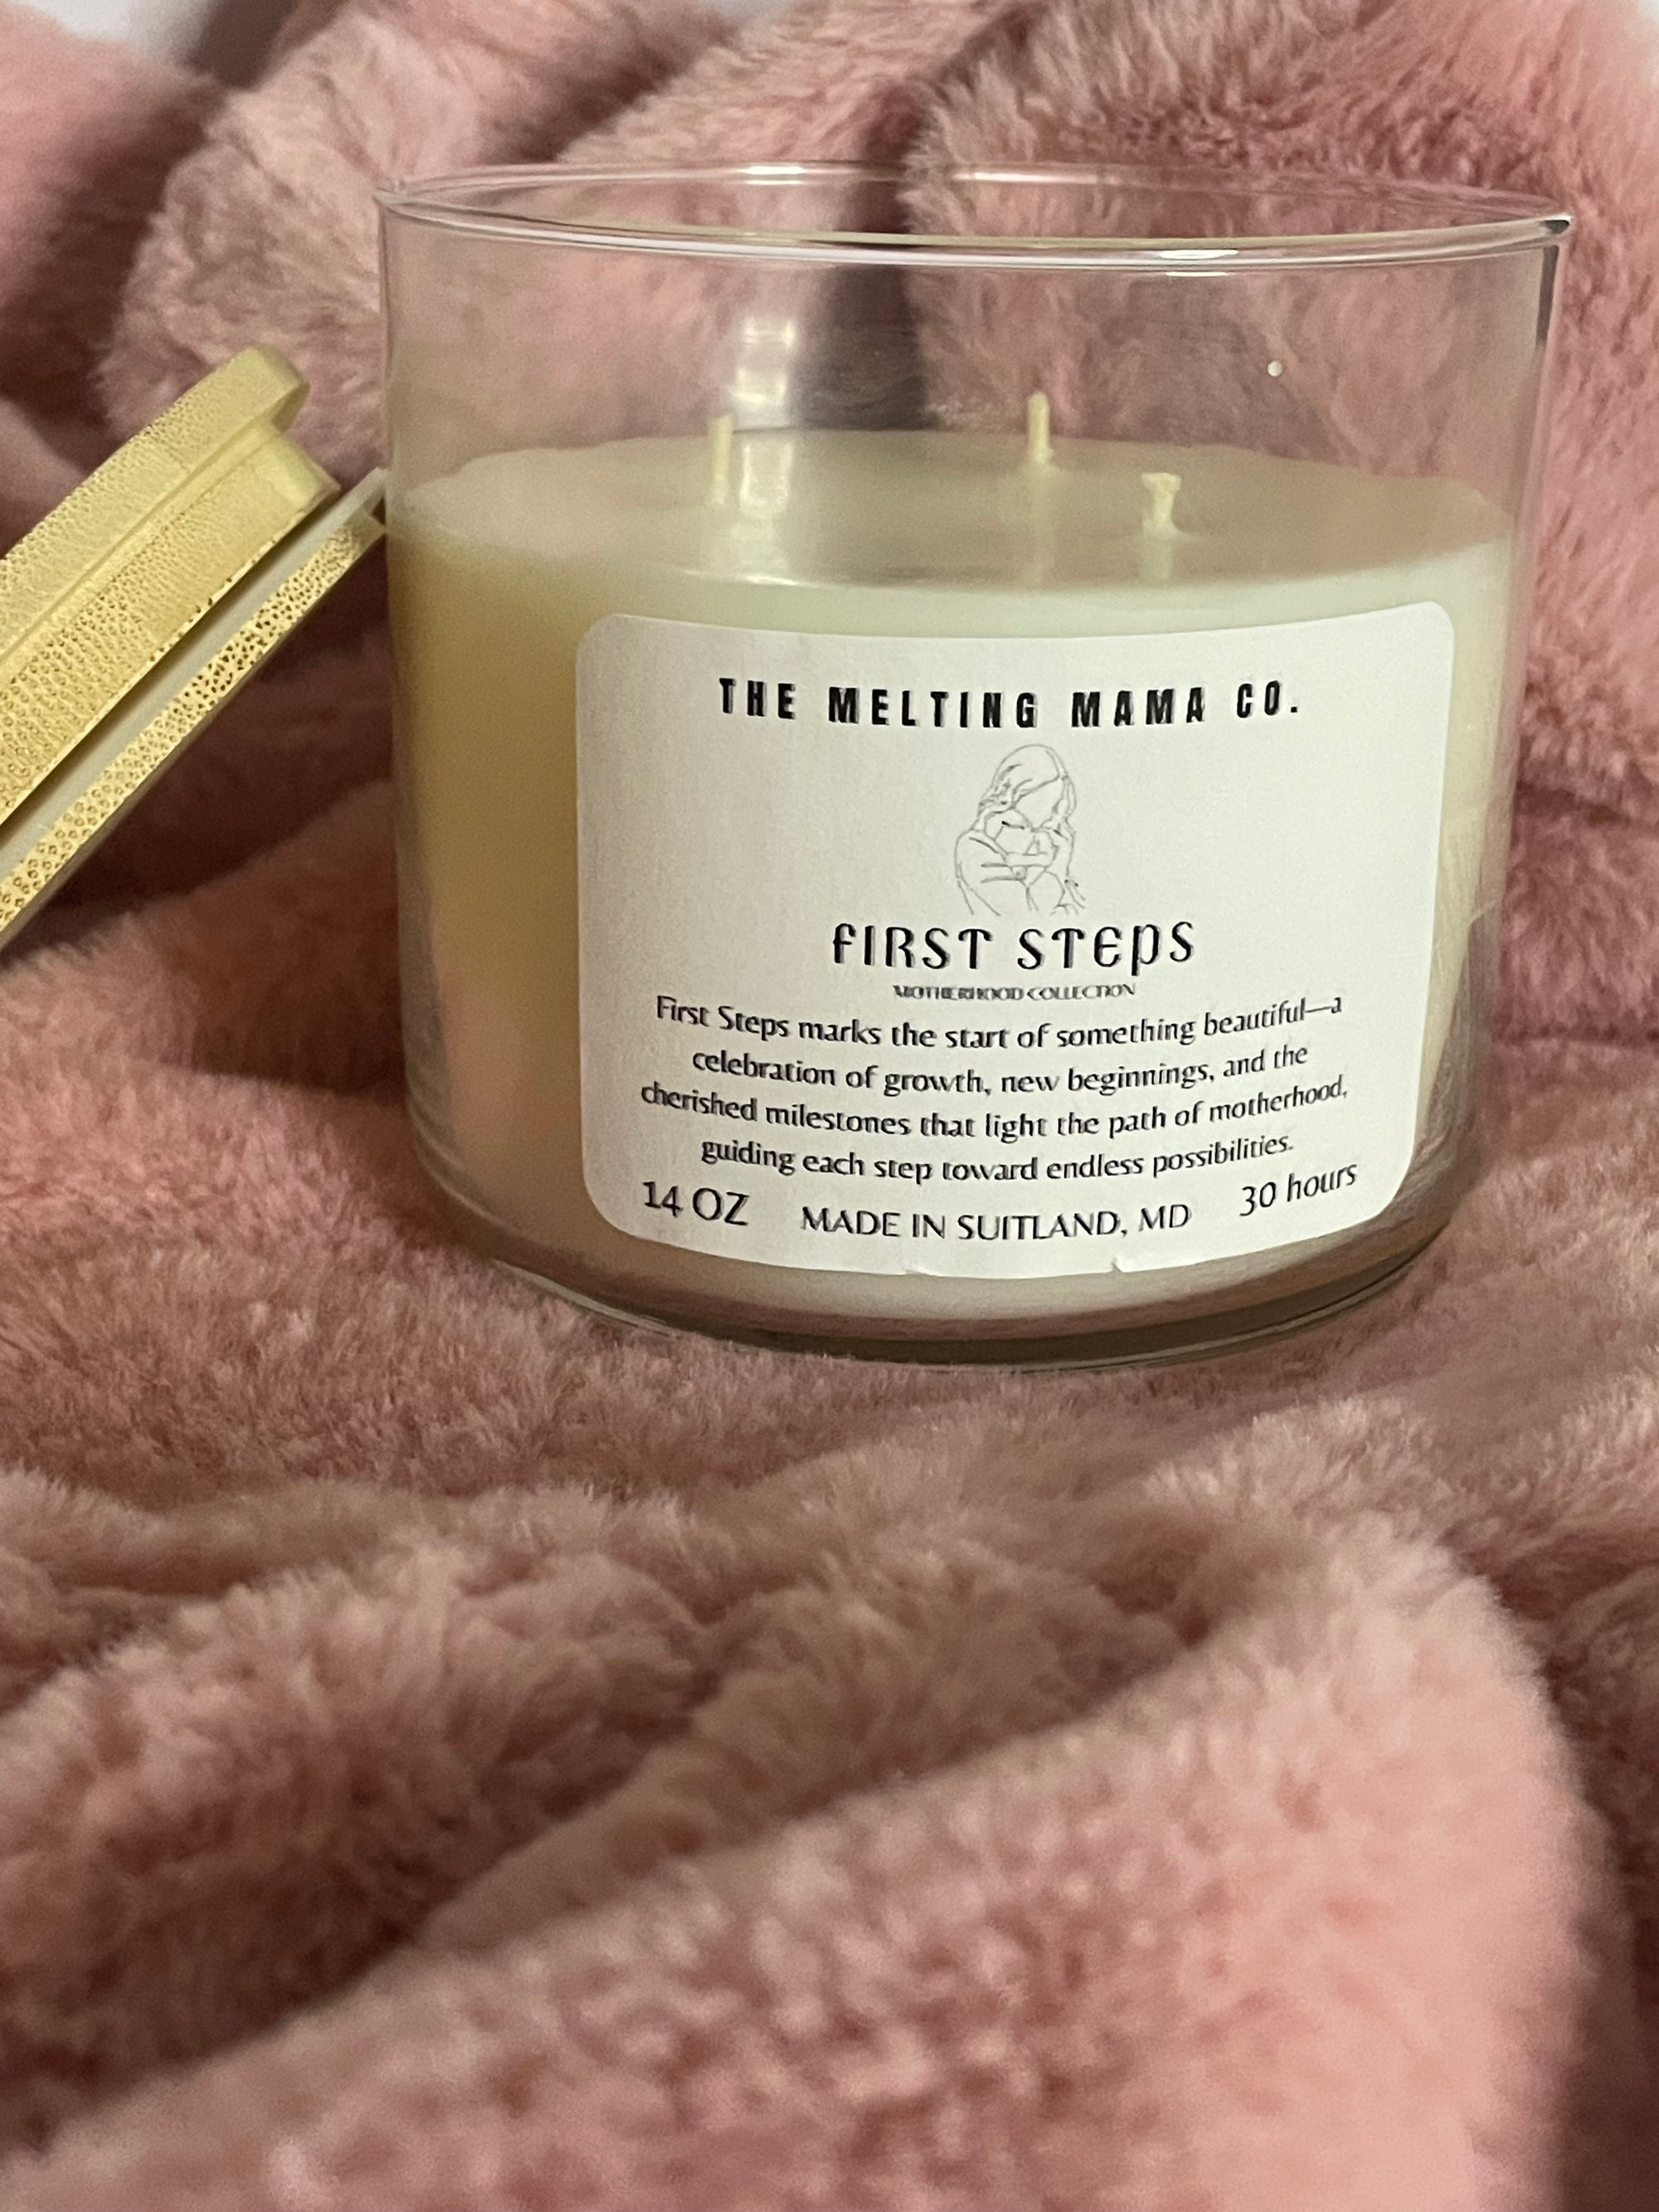 THE MELTING MAMA CO.
FIRST STEPS
MOTHERHOOD COLLECTION
First Steps marks the start of something beautiful—a
celebration of growth, new beginnings, and the
cherished milestones that light the path of motherhood,
guiding each step toward endless possibilities.
14 OZ MADE IN SUITLAND, MD 30 hours